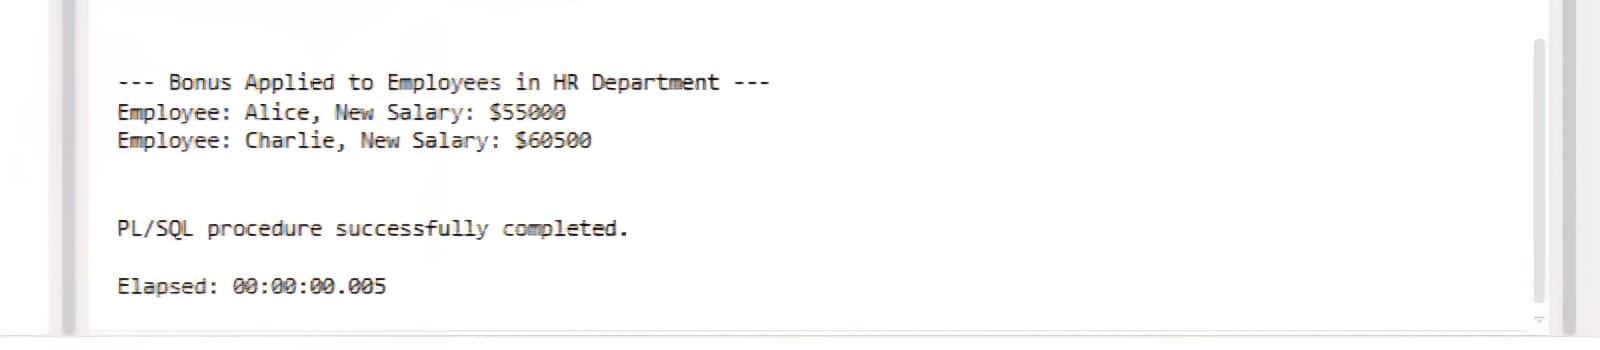 --- Bonus Applied to Employees in HR Department ---
Employee: Alice, New Salary: $55000
Employee: Charlie, New Salary: $60500
PL/SQL procedure successfully completed.
Elapsed: 00:00:00.005